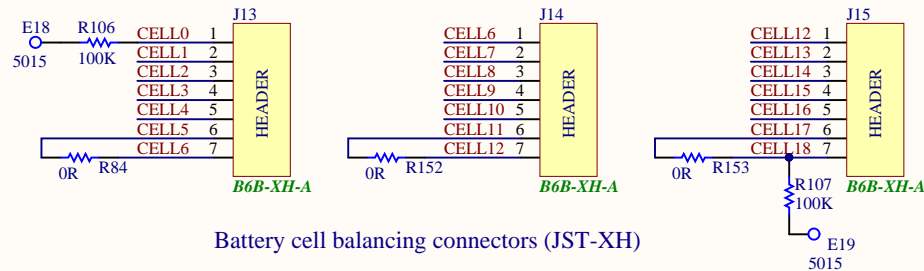 J13
E18
R106
5015
100K
CELL0 1
CELL1 2
CELL2 3
CELL3 4
CELL4 5
CELL5 6
CELL6 7
HEADER
0R
R84
B6B-XH-A
J14
CELL6 1
CELL7 2
CELL8 3
CELL9 4
CELL10 5
CELL11 6
CELL12 7
HEADER
0R
R152
B6B-XH-A
J15
CELL12 1
CELL13 2
CELL14 3
CELL15 4
CELL16 5
CELL17 6
CELL18 7
HEADER
0R
R153
B6B-XH-A
R107
100K
E19
5015
Battery cell balancing connectors (JST-XH)